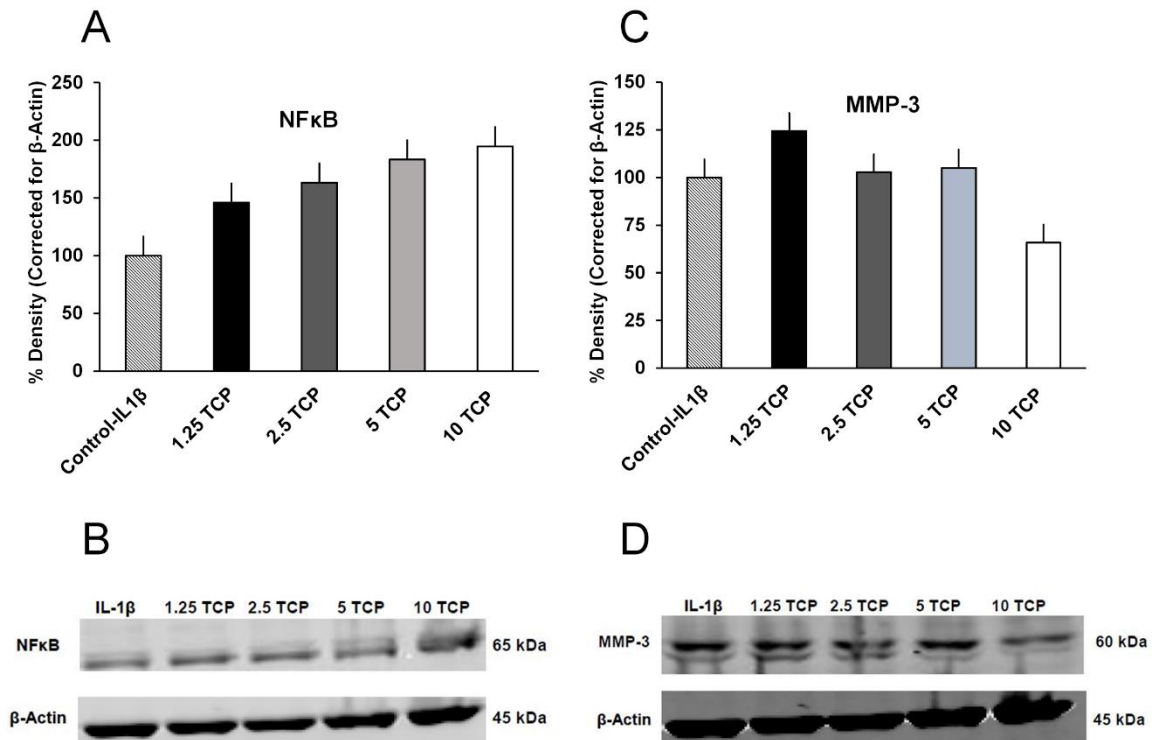 A
% Density (Corrected for β-Actin)
250
200
150
100
50
0
NFκB
Control-IL 1β
1.25 TCP
2.5 TCP
5 TCP
10 TCP
C
% Density (Corrected for β-Actin)
150
125
100
75
50
25
0
MMP-3
Control-IL1β
1.25 TCP
2.5 TCP
5 TCP
10 TCP
B
IL-1β 1.25 TCP 2.5 TCP 5 TCP 10 TCP
NFκB 65 kDa
β-Actin 45 kDa
D
IL-1β 1.25 TCP 2.5 TCP 5 TCP 10 TCP
MMP-3 60 kDa
β-Actin 45 kDa